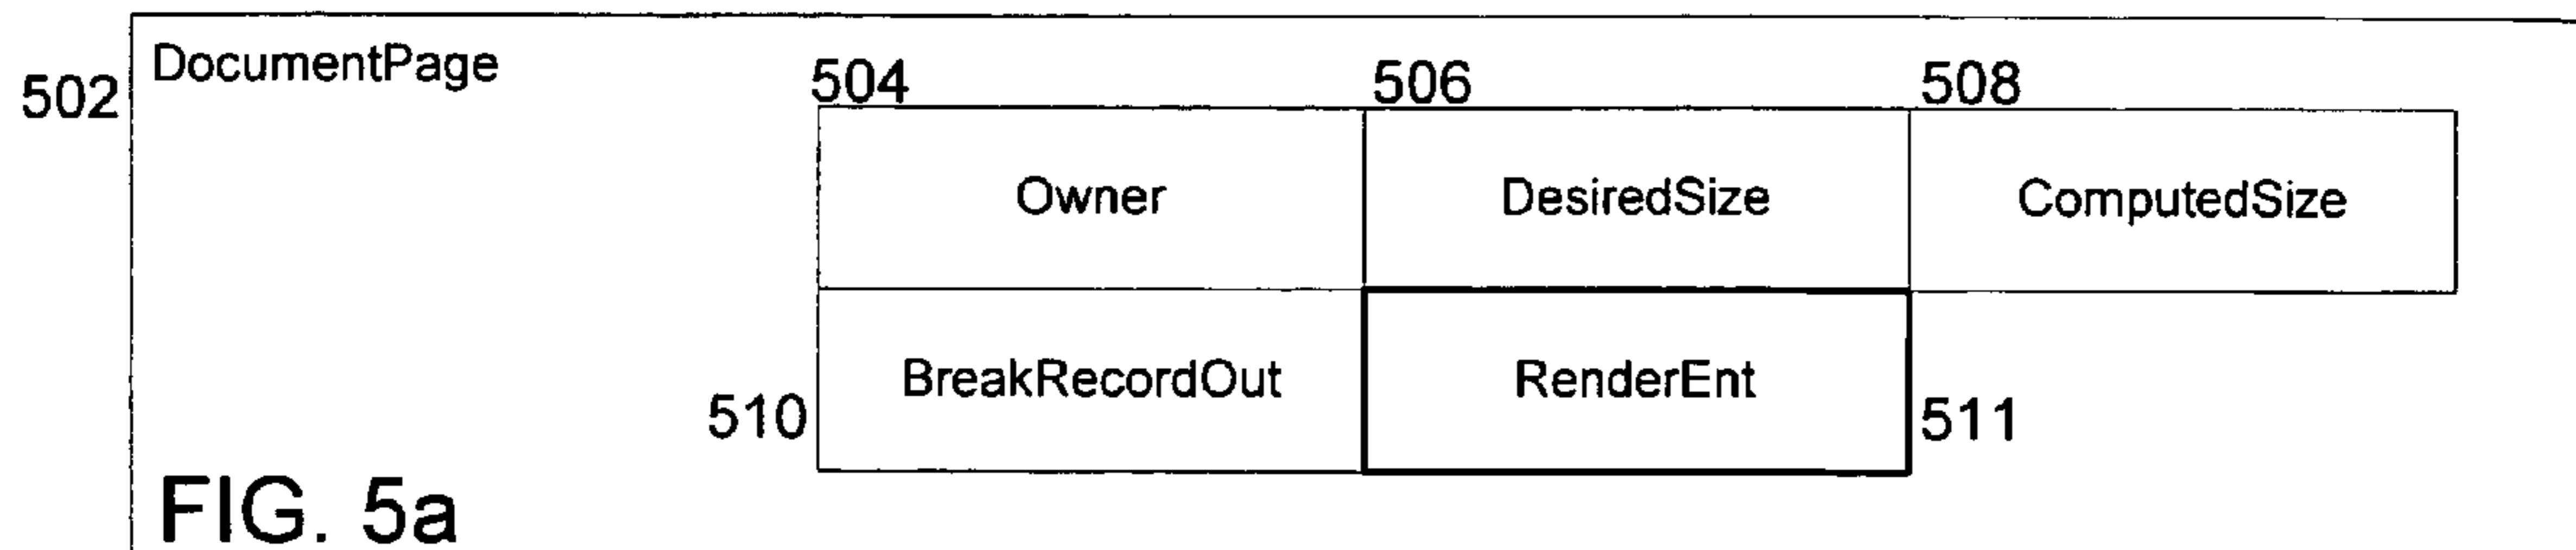 DocumentPage
502
504 506 508
Owner DesiredSize ComputedSize
BreakRecordOut RenderEnt
510 511
FIG. 5a